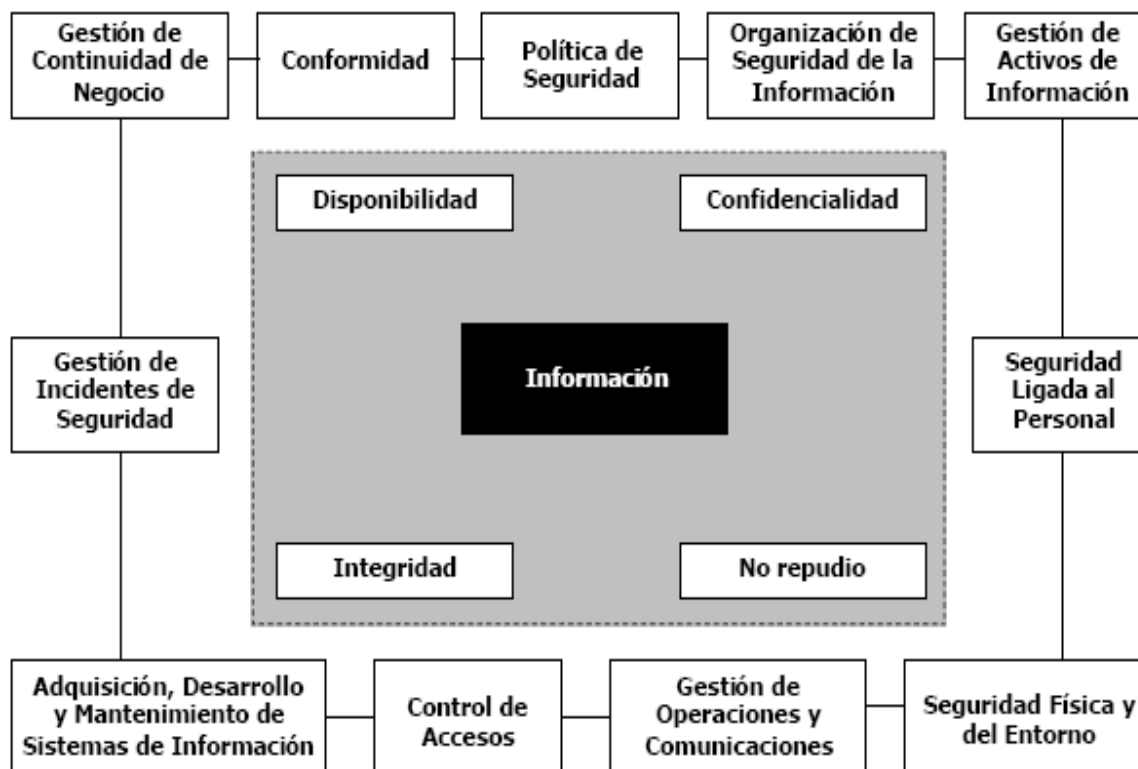 Gestión de
Continuidad de
Negocio
Conformidad
Política de
Seguridad
Organización de
Seguridad de la
Información
Gestión de
Activos de
Información
Disponibilidad
Confidencialidad
Gestión de
Incidentes de
Seguridad
Información
Seguridad
Ligada al
Personal
Integridad
No repudio
Adquisición, Desarrollo
y Mantenimiento de
Sistemas de Información
Control de
Accesos
Gestión de
Operaciones y
Comunicaciones
Seguridad Física y
del Entorno